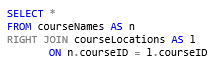 SELECT *
FROM courseNames AS n
RIGHT JOIN courseLocations AS l
ON n.courseID = l.courseID